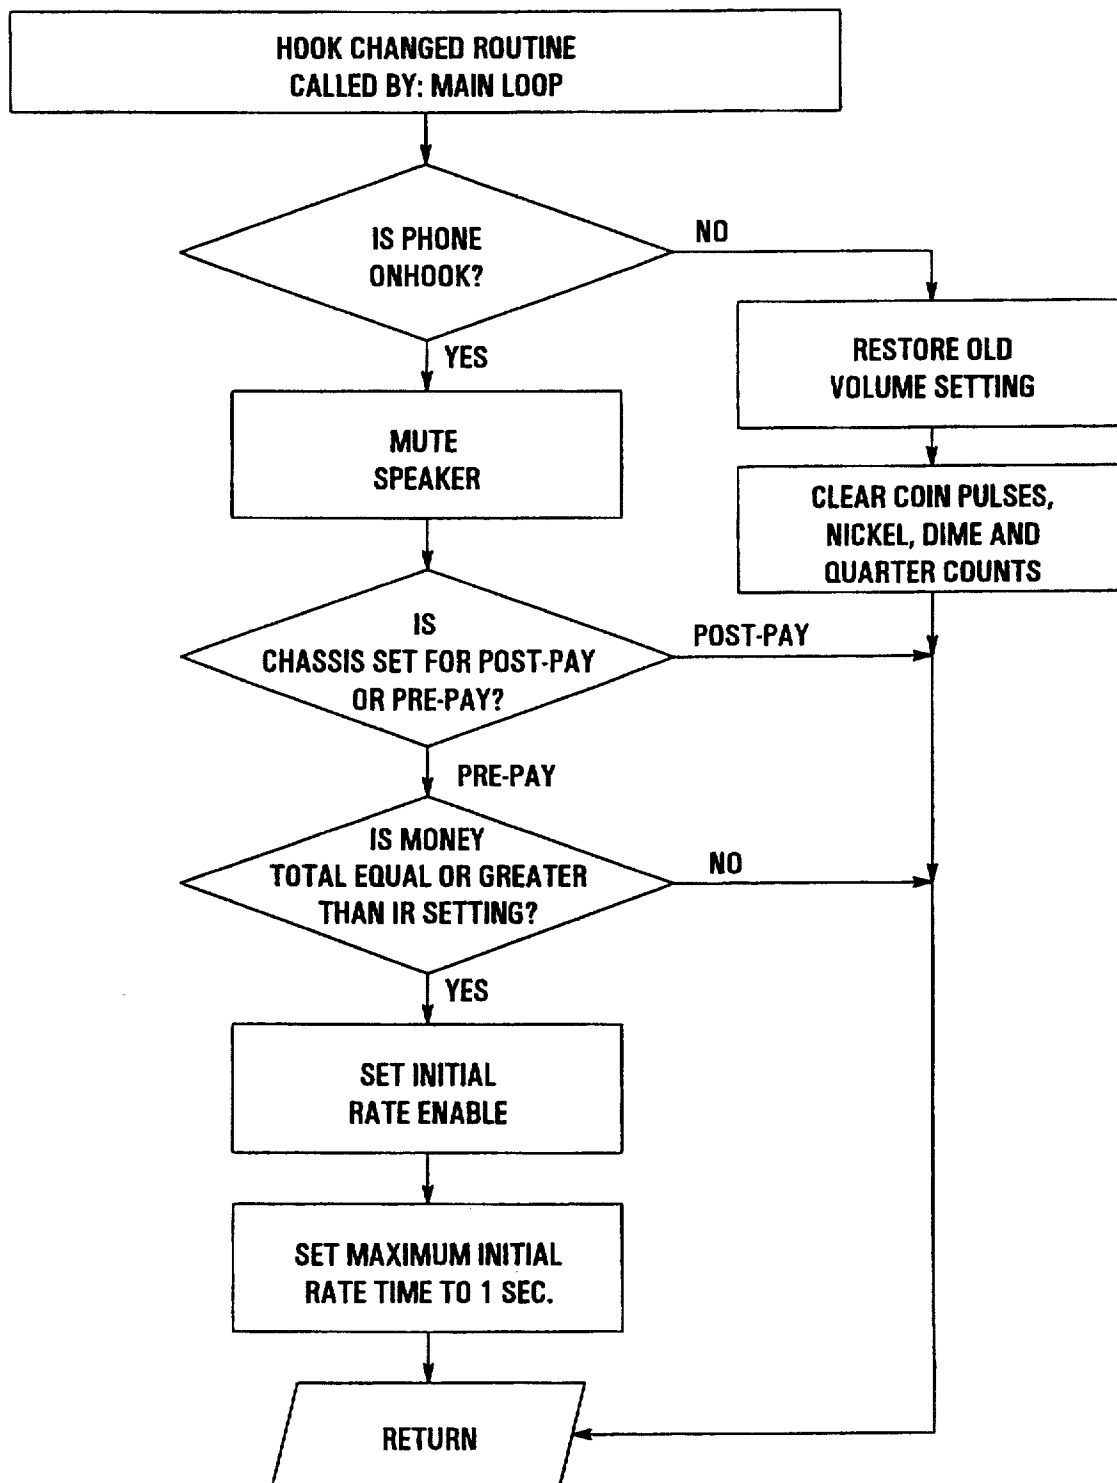 HOOK CHANGED ROUTINE
CALLED BY: MAIN LOOP
IS PHONE
ONHOOK?
NO
YES
RESTORE OLD
VOLUME SETTING
MUTE
SPEAKER
CLEAR COIN PULSES,
NICKEL, DIME AND
QUARTER COUNTS
IS
CHASSIS SET FOR POST-PAY
OR PRE-PAY?
POST-PAY
PRE-PAY
IS MONEY
TOTAL EQUAL OR GREATER
THAN IR SETTING?
NO
YES
SET INITIAL
RATE ENABLE
SET MAXIMUM INITIAL
RATE TIME TO 1 SEC.
RETURN